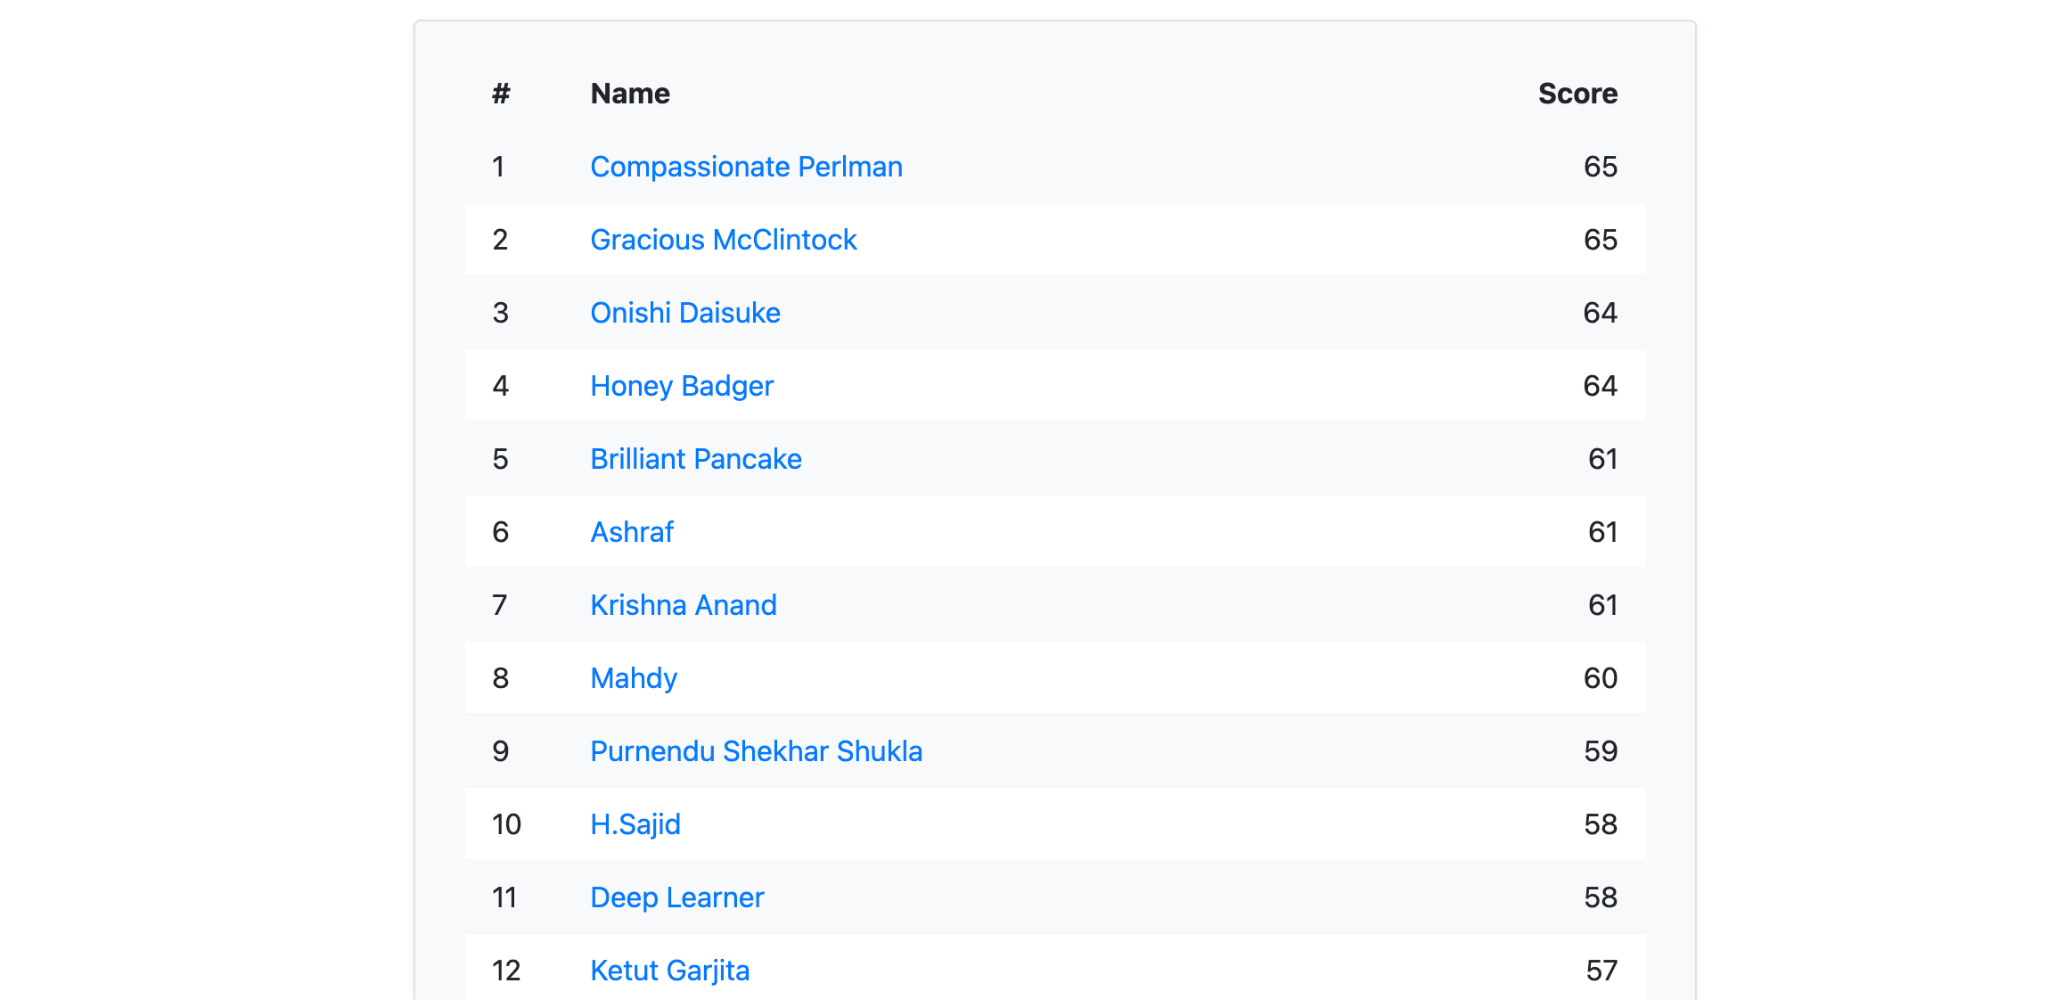 # Name Score
1 Compassionate Perlman 65
2 Gracious McClintock 65
3 Onishi Daisuke 64
4 Honey Badger 64
5 Brilliant Pancake 61
6 Ashraf 61
7 Krishna Anand 61
8 Mahdy 60
9 Purnendu Shekhar Shukla 59
10 H.Sajid 58
11 Deep Learner 58
12 Ketut Garjita 57